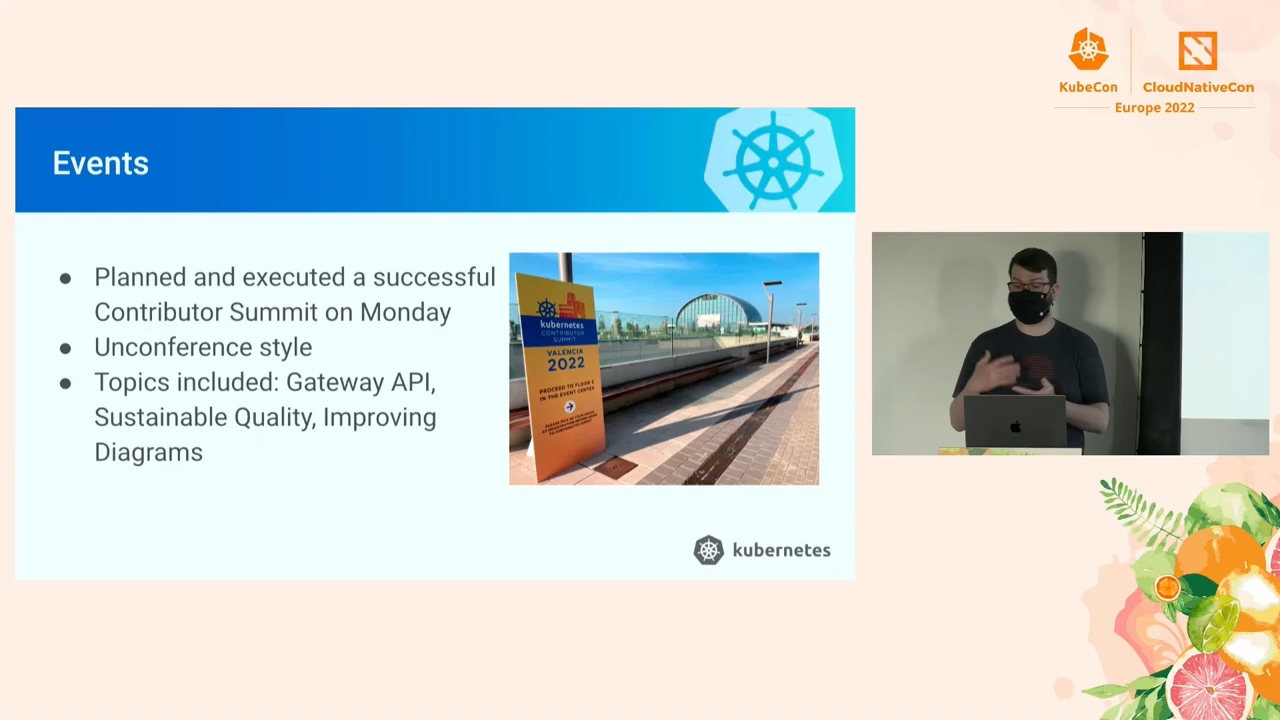 KubeCon
CloudNativeCon
Europe 2022
Events
● Planned and executed a successful
Contributor Summit on Monday
● Unconference style
● Topics included: Gateway API,
Sustainable Quality, Improving
Diagrams
kubernetes
CONTRIBUTOR
SUMMIT
VALENCIA
2022
PROCEED TO FLOOR 2
IN THE EVENT CENTER
kubernetes